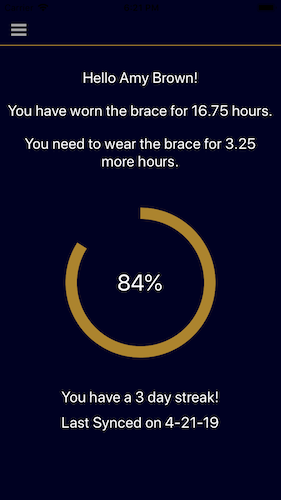 Hello Amy Brown!
You have worn the brace for 16.75 hours.
You need to wear the brace for 3.25
more hours.
84%
You have a 3 day streak!
Last Synced on 4-21-19